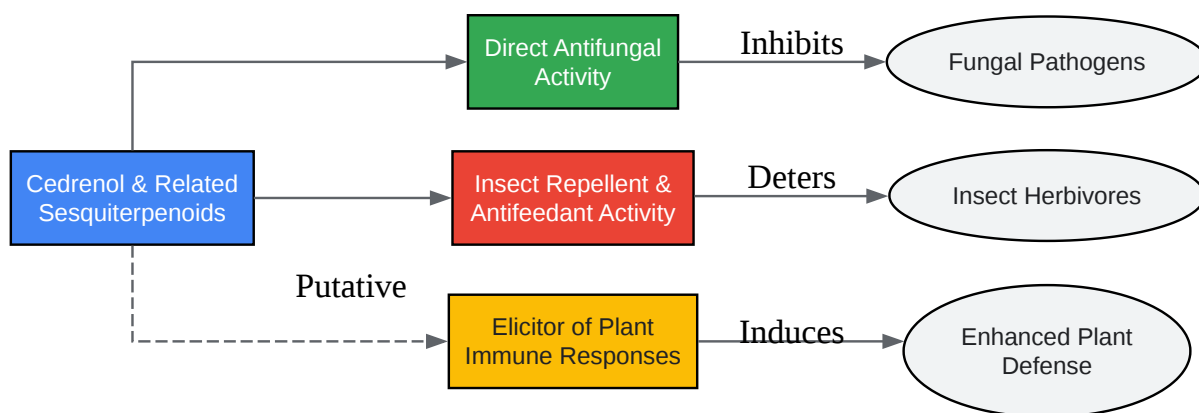 Direct Antifungal
Activity
Inhibits
Fungal Pathogens
Cedrenol & Related
Sesquiterpenoids
Insect Repellent &
Antifeedant Activity
Deters
Insect Herbivores
Putative
Elicitor of Plant
Immune Responses
Induces
Enhanced Plant
Defense